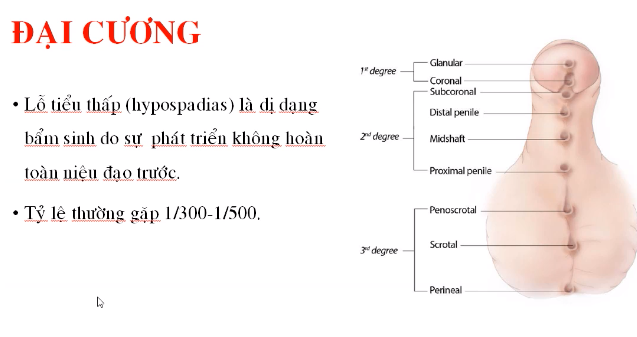 ĐẠI CƯƠNG
• Lỗ tiểu thấp (hypospadias) là dị dạng
bẩm sinh do sự phát triển không hoàn
toàn niệu đạo trước.
• Tỷ lệ thường gặp 1/300-1/500.
1st degree
Glanular
Coronal
2nd degree
Subcoronal
Distal penile
Midshaft
Proximal penile
3rd degree
Penoscrotal
Scrotal
Perineal